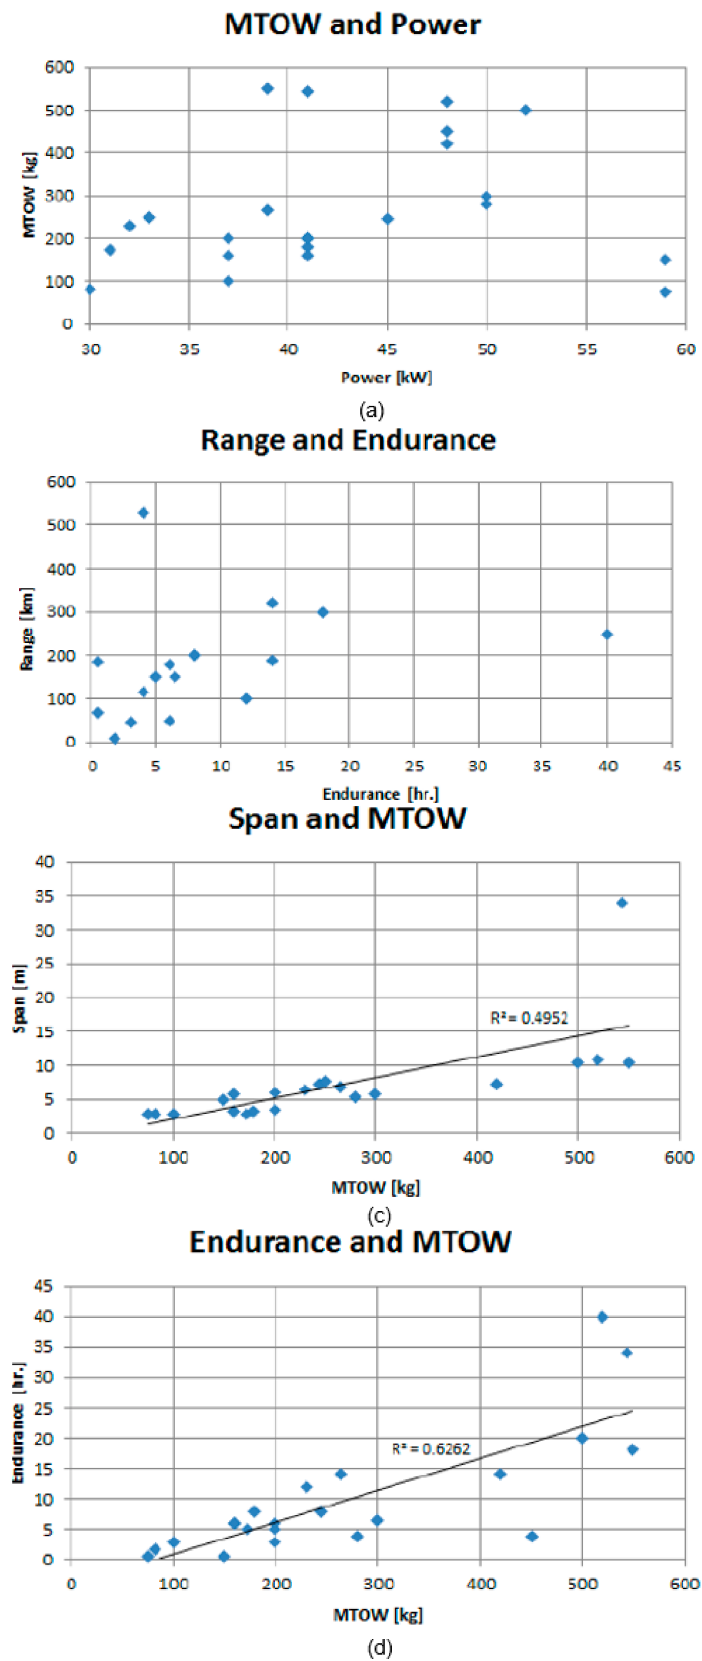 MTOW and Power
600
500
400
300
200
100
0
MTOW [kg]
30 35 40 45 50 55 60
Power [kW]
(a)
Range and Endurance
600
500
400
300
200
100
0
Range [km]
0 5 10 15 20 25 30 35 40 45
Endurance [hr.]
Span and MTOW
40
35
30
25
20
15
10
5
0
Span [m]
R² = 0.4952
0 100 200 300 400 500 600
MTOW [kg]
(c)
Endurance and MTOW
45
40
35
30
25
20
15
10
5
0
Endurance [hr.]
R² = 0.6262
0 100 200 300 400 500 600
MTOW [kg]
(d)